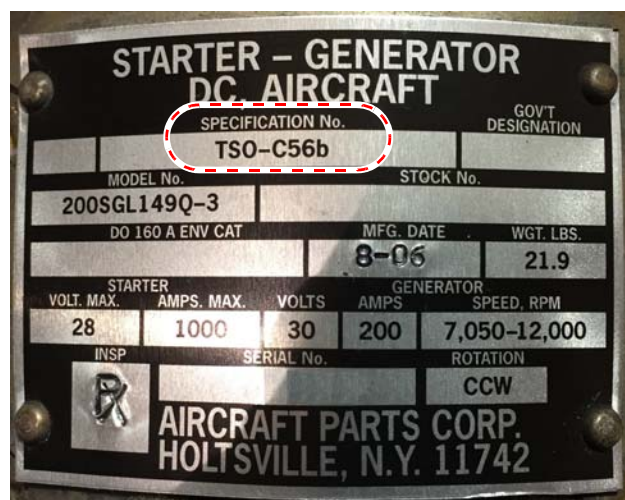 STARTER – GENERATOR
DC, AIRCRAFT
SPECIFICATION No.
GOV'T
DESIGNATION
TSO–C56b
MODEL No.
STOCK No.
200SGL149Q–3
DO 160 A ENV CAT
MFG. DATE
WGT. LBS.
8–06
21.9
STARTER
GENERATOR
VOLT. MAX.
AMPS. MAX.
VOLTS
AMPS
SPEED, RPM
28
1000
30
200
7,050–12,000
INSP
SERIAL No.
ROTATION
R
CCW
AIRCRAFT PARTS CORP.
HOLTSVILLE, N.Y. 11742